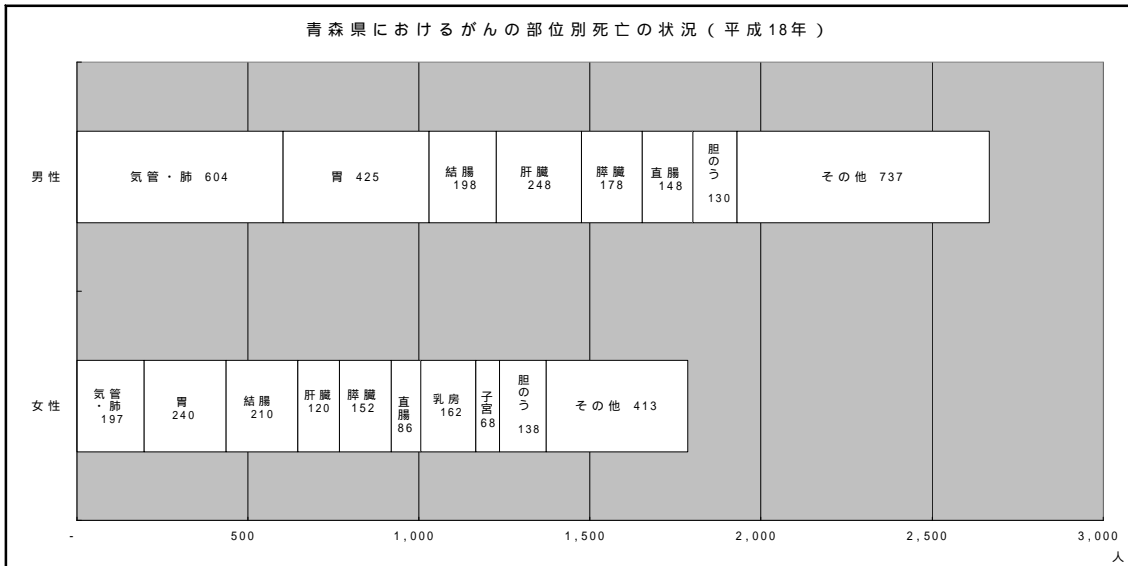 青森県におけるがんの部位別死亡の状況(平成18年)
男性
気管・肺 604
胃 425
結腸
198
肝臓
248
膵臓
178
直腸
148
胆のう
130
その他 737
女性
気管
・肺
197
胃
240
結腸
210
肝臓
120
膵臓
152
直腸
86
乳房
162
子宮
68
胆のう
138
その他 413
- 500 1,000 1,500 2,000 2,500 3,000
人